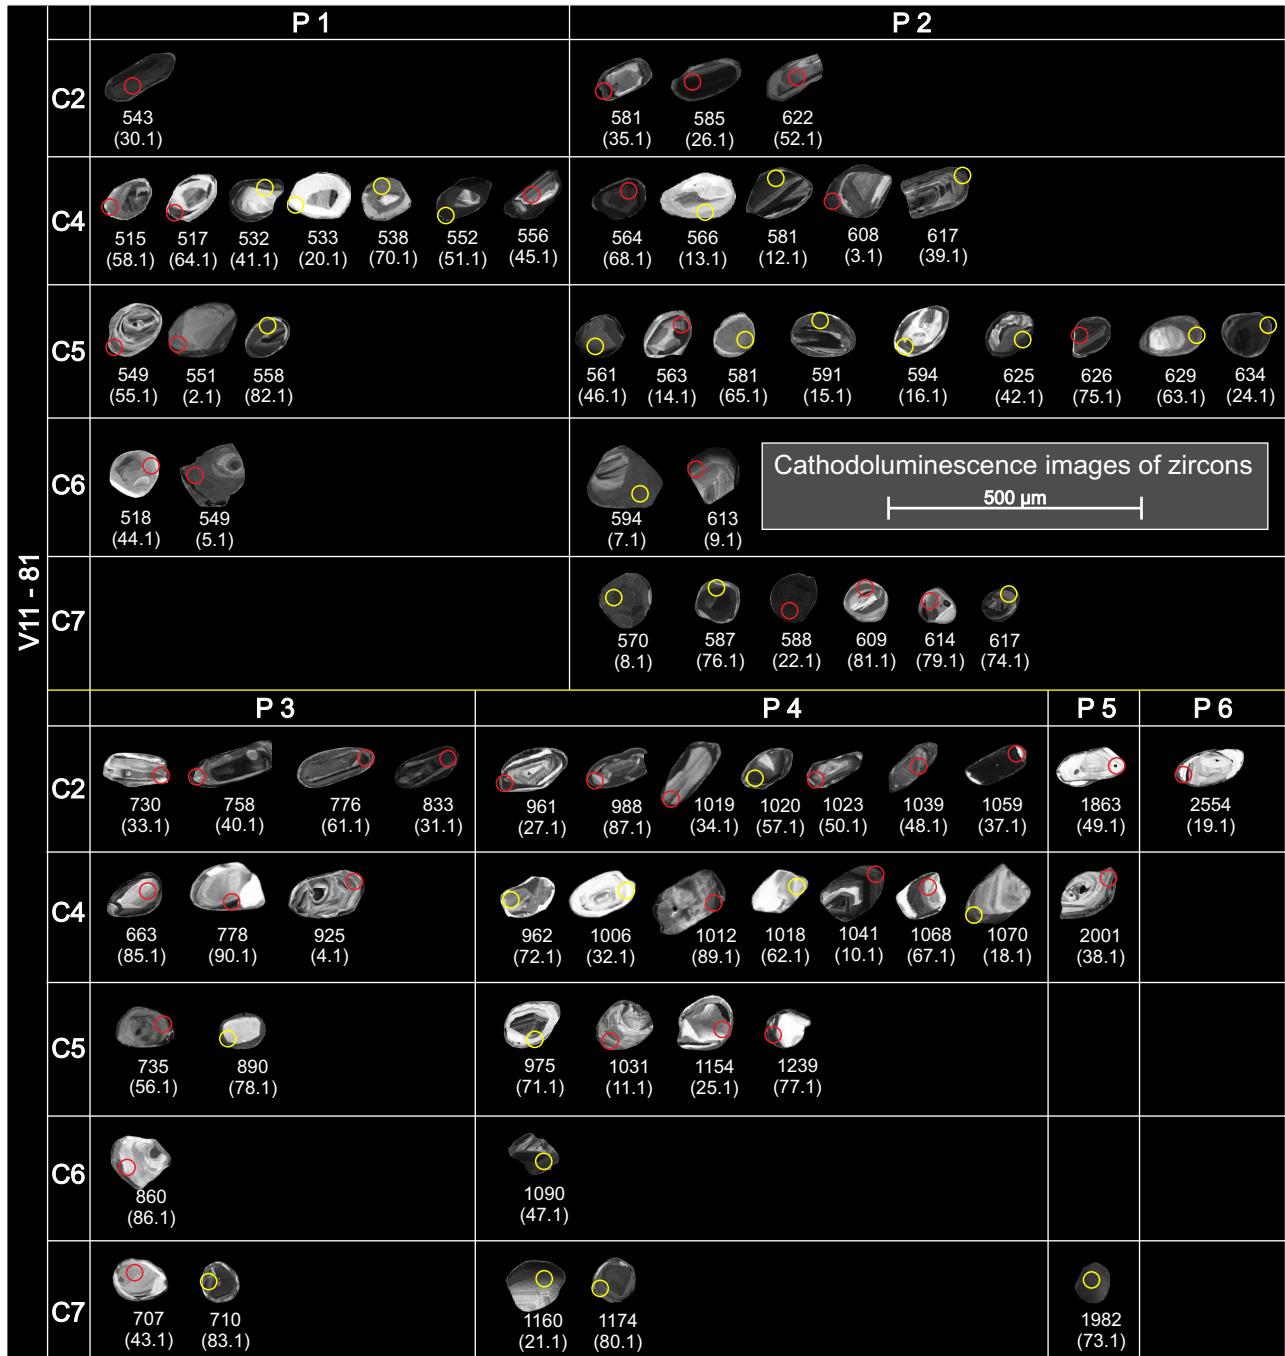 V11 - 81
P 1 P 2
C2
543 581 585 622
(30.1) (35.1) (26.1) (52.1)
C4
515 517 532 533 538 552 556 564 566 581 608 617
(58.1) (64.1) (41.1) (20.1) (70.1) (51.1) (45.1) (68.1) (13.1) (12.1) (3.1) (39.1)
C5
549 551 558 561 563 581 591 594 625 626 629 634
(55.1) (2.1) (82.1) (46.1) (14.1) (65.1) (15.1) (16.1) (42.1) (75.1) (63.1) (24.1)
C6
518 549 594 613
(44.1) (5.1) (7.1) (9.1)
Cathodoluminescence images of zircons
500 µm
C7
570 587 588 609 614 617
(8.1) (76.1) (22.1) (81.1) (79.1) (74.1)
P 3 P 4 P 5 P 6
C2
730 758 776 833 961 988 1019 1020 1023 1039 1059 1863 2554
(33.1) (40.1) (61.1) (31.1) (27.1) (87.1) (34.1) (57.1) (50.1) (48.1) (37.1) (49.1) (19.1)
C4
663 778 925 962 1006 1012 1018 1041 1068 1070 2001
(85.1) (90.1) (4.1) (72.1) (32.1) (89.1) (62.1) (10.1) (67.1) (18.1) (38.1)
C5
735 890 975 1031 1154 1239
(56.1) (78.1) (71.1) (11.1) (25.1) (77.1)
C6
860 1090
(86.1) (47.1)
C7
707 710 1160 1174 1982
(43.1) (83.1) (21.1) (80.1) (73.1)